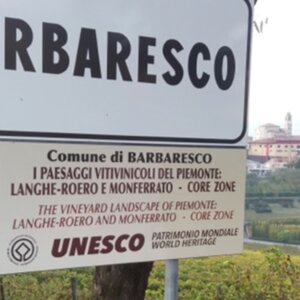 RBARESCO
Comune di BARBARESCO
I PAESAGGI VITIVINICOLI DEL PIEMONTE:
LANGHE-ROERO E MONFERRATO - CORE ZONE
THE VINEYARD LANDSCAPE OF PIEMONTE:
LANGHE-ROERO AND MONFERRATO - CORE ZONE
UNESCO PATRIMONIO MONDIALE
WORLD HERITAGE